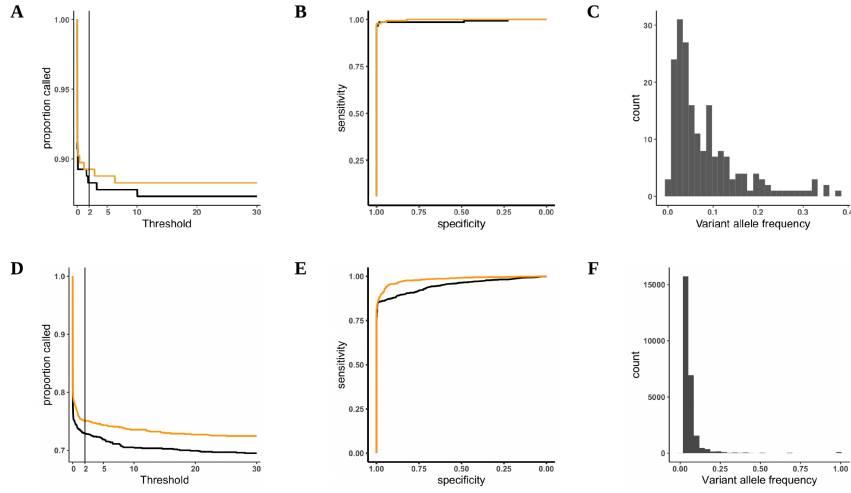 A
1.00
0.95
0.90
proportion called
0 2 5 10 20 30
Threshold
B
1.00
0.75
0.50
0.25
sensitivity
1.00 0.75 0.50 0.25 0.00
specificity
C
30
20
10
0
count
0.0 0.1 0.2 0.3 0.4
Variant allele frequency
D
1.0
0.9
0.8
0.7
proportion called
0 2 5 10 20 30
Threshold
E
1.00
0.75
0.50
0.25
0.00
sensitivity
1.00 0.75 0.50 0.25 0.00
specificity
F
15000
10000
5000
0
count
0.00 0.25 0.50 0.75 1.00
Variant allele frequency